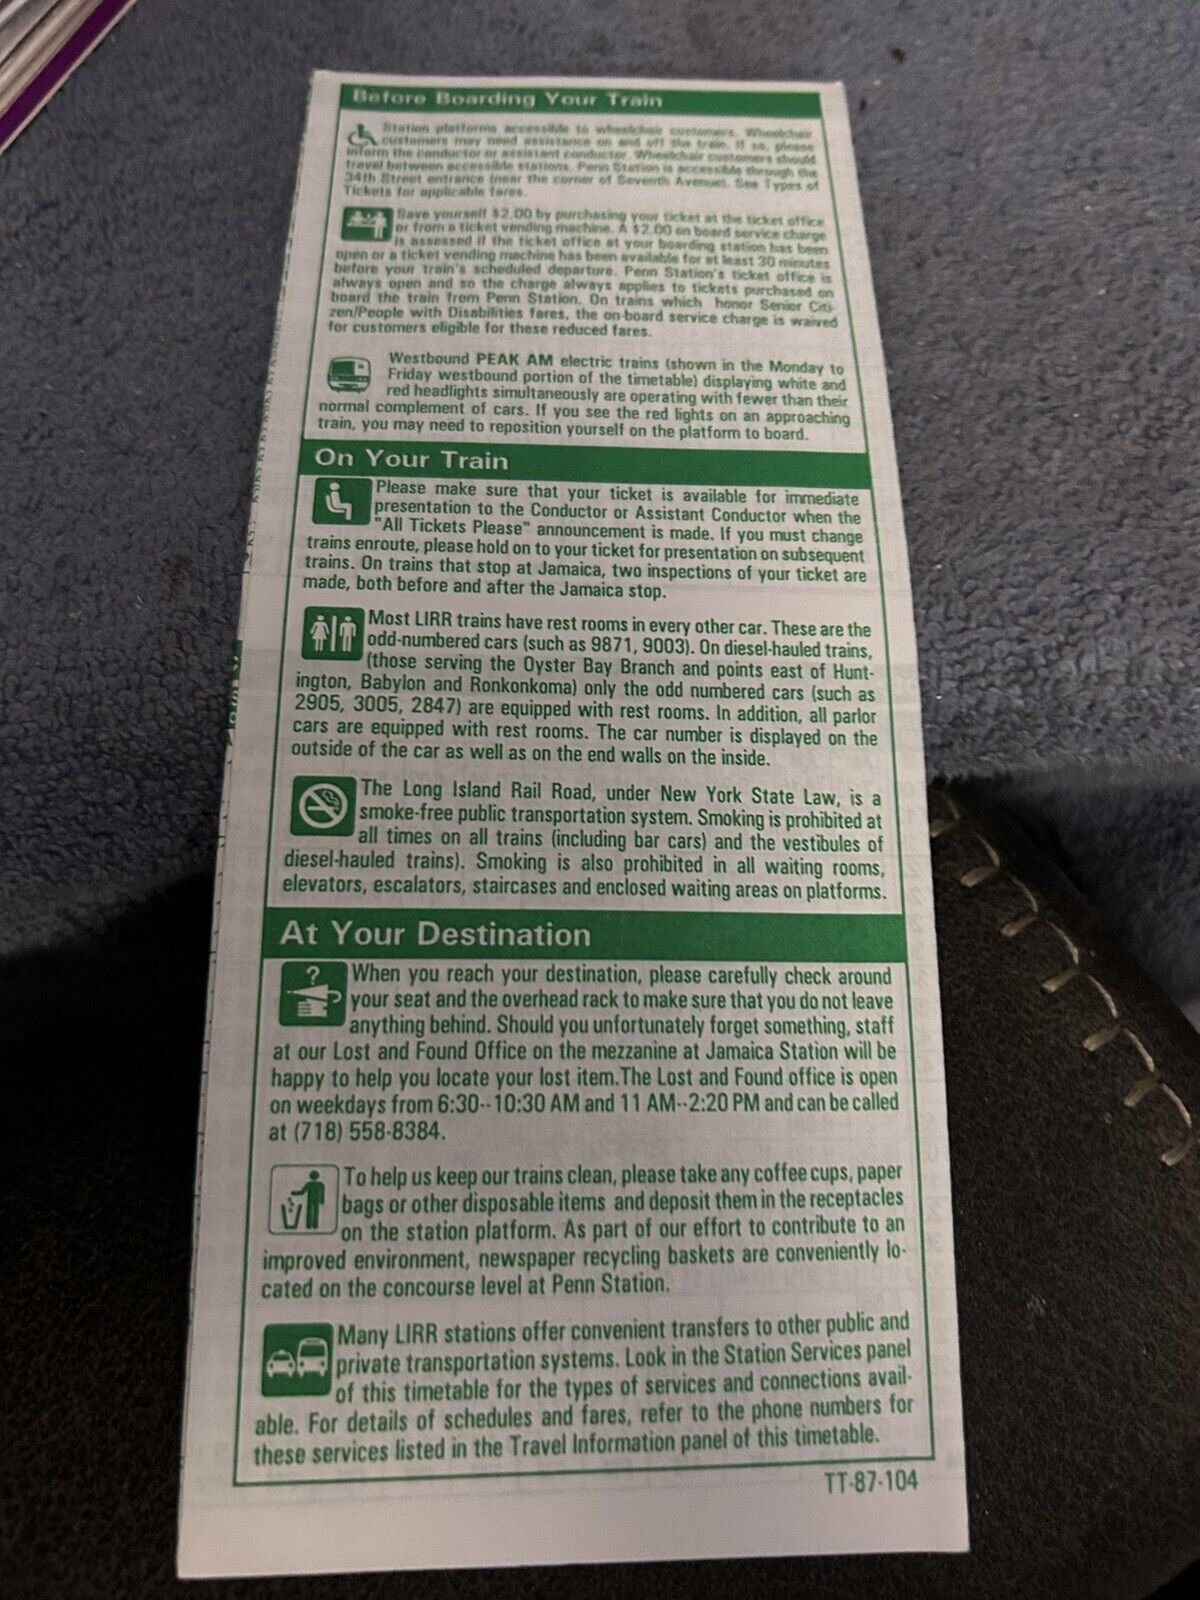 Before Boarding Your Train
Station platforms accessible to wheelchair customers. Wheelchair
customers may need assistance on and off the train. If so, please
inform the conductor or assistant conductor. Wheelchair customers should
travel between accessible stations. Penn Station is accessible through the
34th Street entrance (near the corner of Seventh Avenue). See Types of
Tickets for applicable fares.
Save yourself $2.00 by purchasing your ticket at the ticket office
or from a ticket vending machine. A $2.00 on board service charge
is assessed if the ticket office at your boarding station has been
open or a ticket vending machine has been available for at least 30 minutes
before your train's scheduled departure. Penn Station's ticket office is
always open and so the charge always applies to tickets purchased on
board the train from Penn Station. On trains which honor Senior Citi-
zen/People with Disabilities fares, the on-board service charge is waived
for customers eligible for these reduced fares.
Westbound PEAK AM electric trains (shown in the Monday to
Friday westbound portion of the timetable) displaying white and
red headlights simultaneously are operating with fewer than their
normal complement of cars. If you see the red lights on an approaching
train, you may need to reposition yourself on the platform to board.
On Your Train
Please make sure that your ticket is available for immediate
presentation to the Conductor or Assistant Conductor when the
"All Tickets Please" announcement is made. If you must change
trains enroute, please hold on to your ticket for presentation on subsequent
trains. On trains that stop at Jamaica, two inspections of your ticket are
made, both before and after the Jamaica stop.
Most LIRR trains have rest rooms in every other car. These are the
odd-numbered cars (such as 9871, 9003). On diesel-hauled trains,
(those serving the Oyster Bay Branch and points east of Hunt-
ington, Babylon and Ronkonkoma) only the odd numbered cars (such as
2905, 3005, 2847) are equipped with rest rooms. In addition, all parlor
cars are equipped with rest rooms. The car number is displayed on the
outside of the car as well as on the end walls on the inside.
The Long Island Rail Road, under New York State Law, is a
smoke-free public transportation system. Smoking is prohibited at
all times on all trains (including bar cars) and the vestibules of
diesel-hauled trains). Smoking is also prohibited in all waiting rooms,
elevators, escalators, staircases and enclosed waiting areas on platforms.
At Your Destination
?
When you reach your destination, please carefully check around
your seat and the overhead rack to make sure that you do not leave
anything behind. Should you unfortunately forget something, staff
at our Lost and Found Office on the mezzanine at Jamaica Station will be
happy to help you locate your lost item.The Lost and Found office is open
on weekdays from 6:30--10:30 AM and 11 AM--2:20 PM and can be called
at (718) 558-8384.
To help us keep our trains clean, please take any coffee cups, paper
bags or other disposable items and deposit them in the receptacles
on the station platform. As part of our effort to contribute to an
improved environment, newspaper recycling baskets are conveniently lo-
cated on the concourse level at Penn Station.
Many LIRR stations offer convenient transfers to other public and
private transportation systems. Look in the Station Services panel
of this timetable for the types of services and connections avail-
able. For details of schedules and fares, refer to the phone numbers for
these services listed in the Travel Information panel of this timetable.
TT-87-104